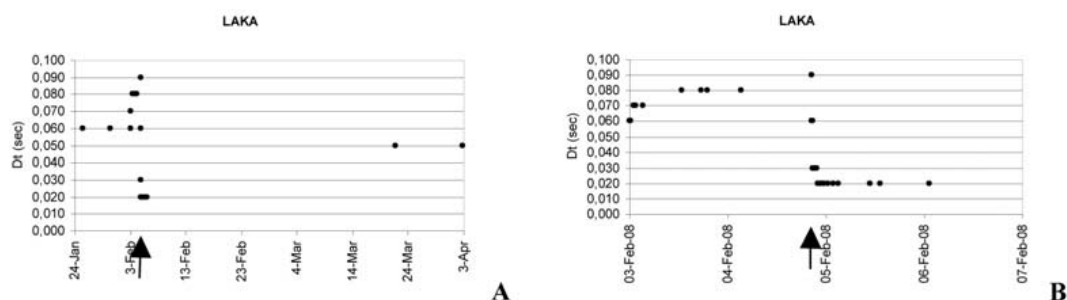 LAKA
0,100
0,090
0,080
0,070
0,060
0,050
0,040
0,030
0,020
0,010
0,000
Dt (sec)
24-Jan
3-Feb
13-Feb
23-Feb
4-Mar
14-Mar
24-Mar
3-Apr
A
LAKA
0,100
0,090
0,080
0,070
0,060
0,050
0,040
0,030
0,020
0,010
0,000
Dt (sec)
03-Feb-08
04-Feb-08
05-Feb-08
06-Feb-08
07-Feb-08
B